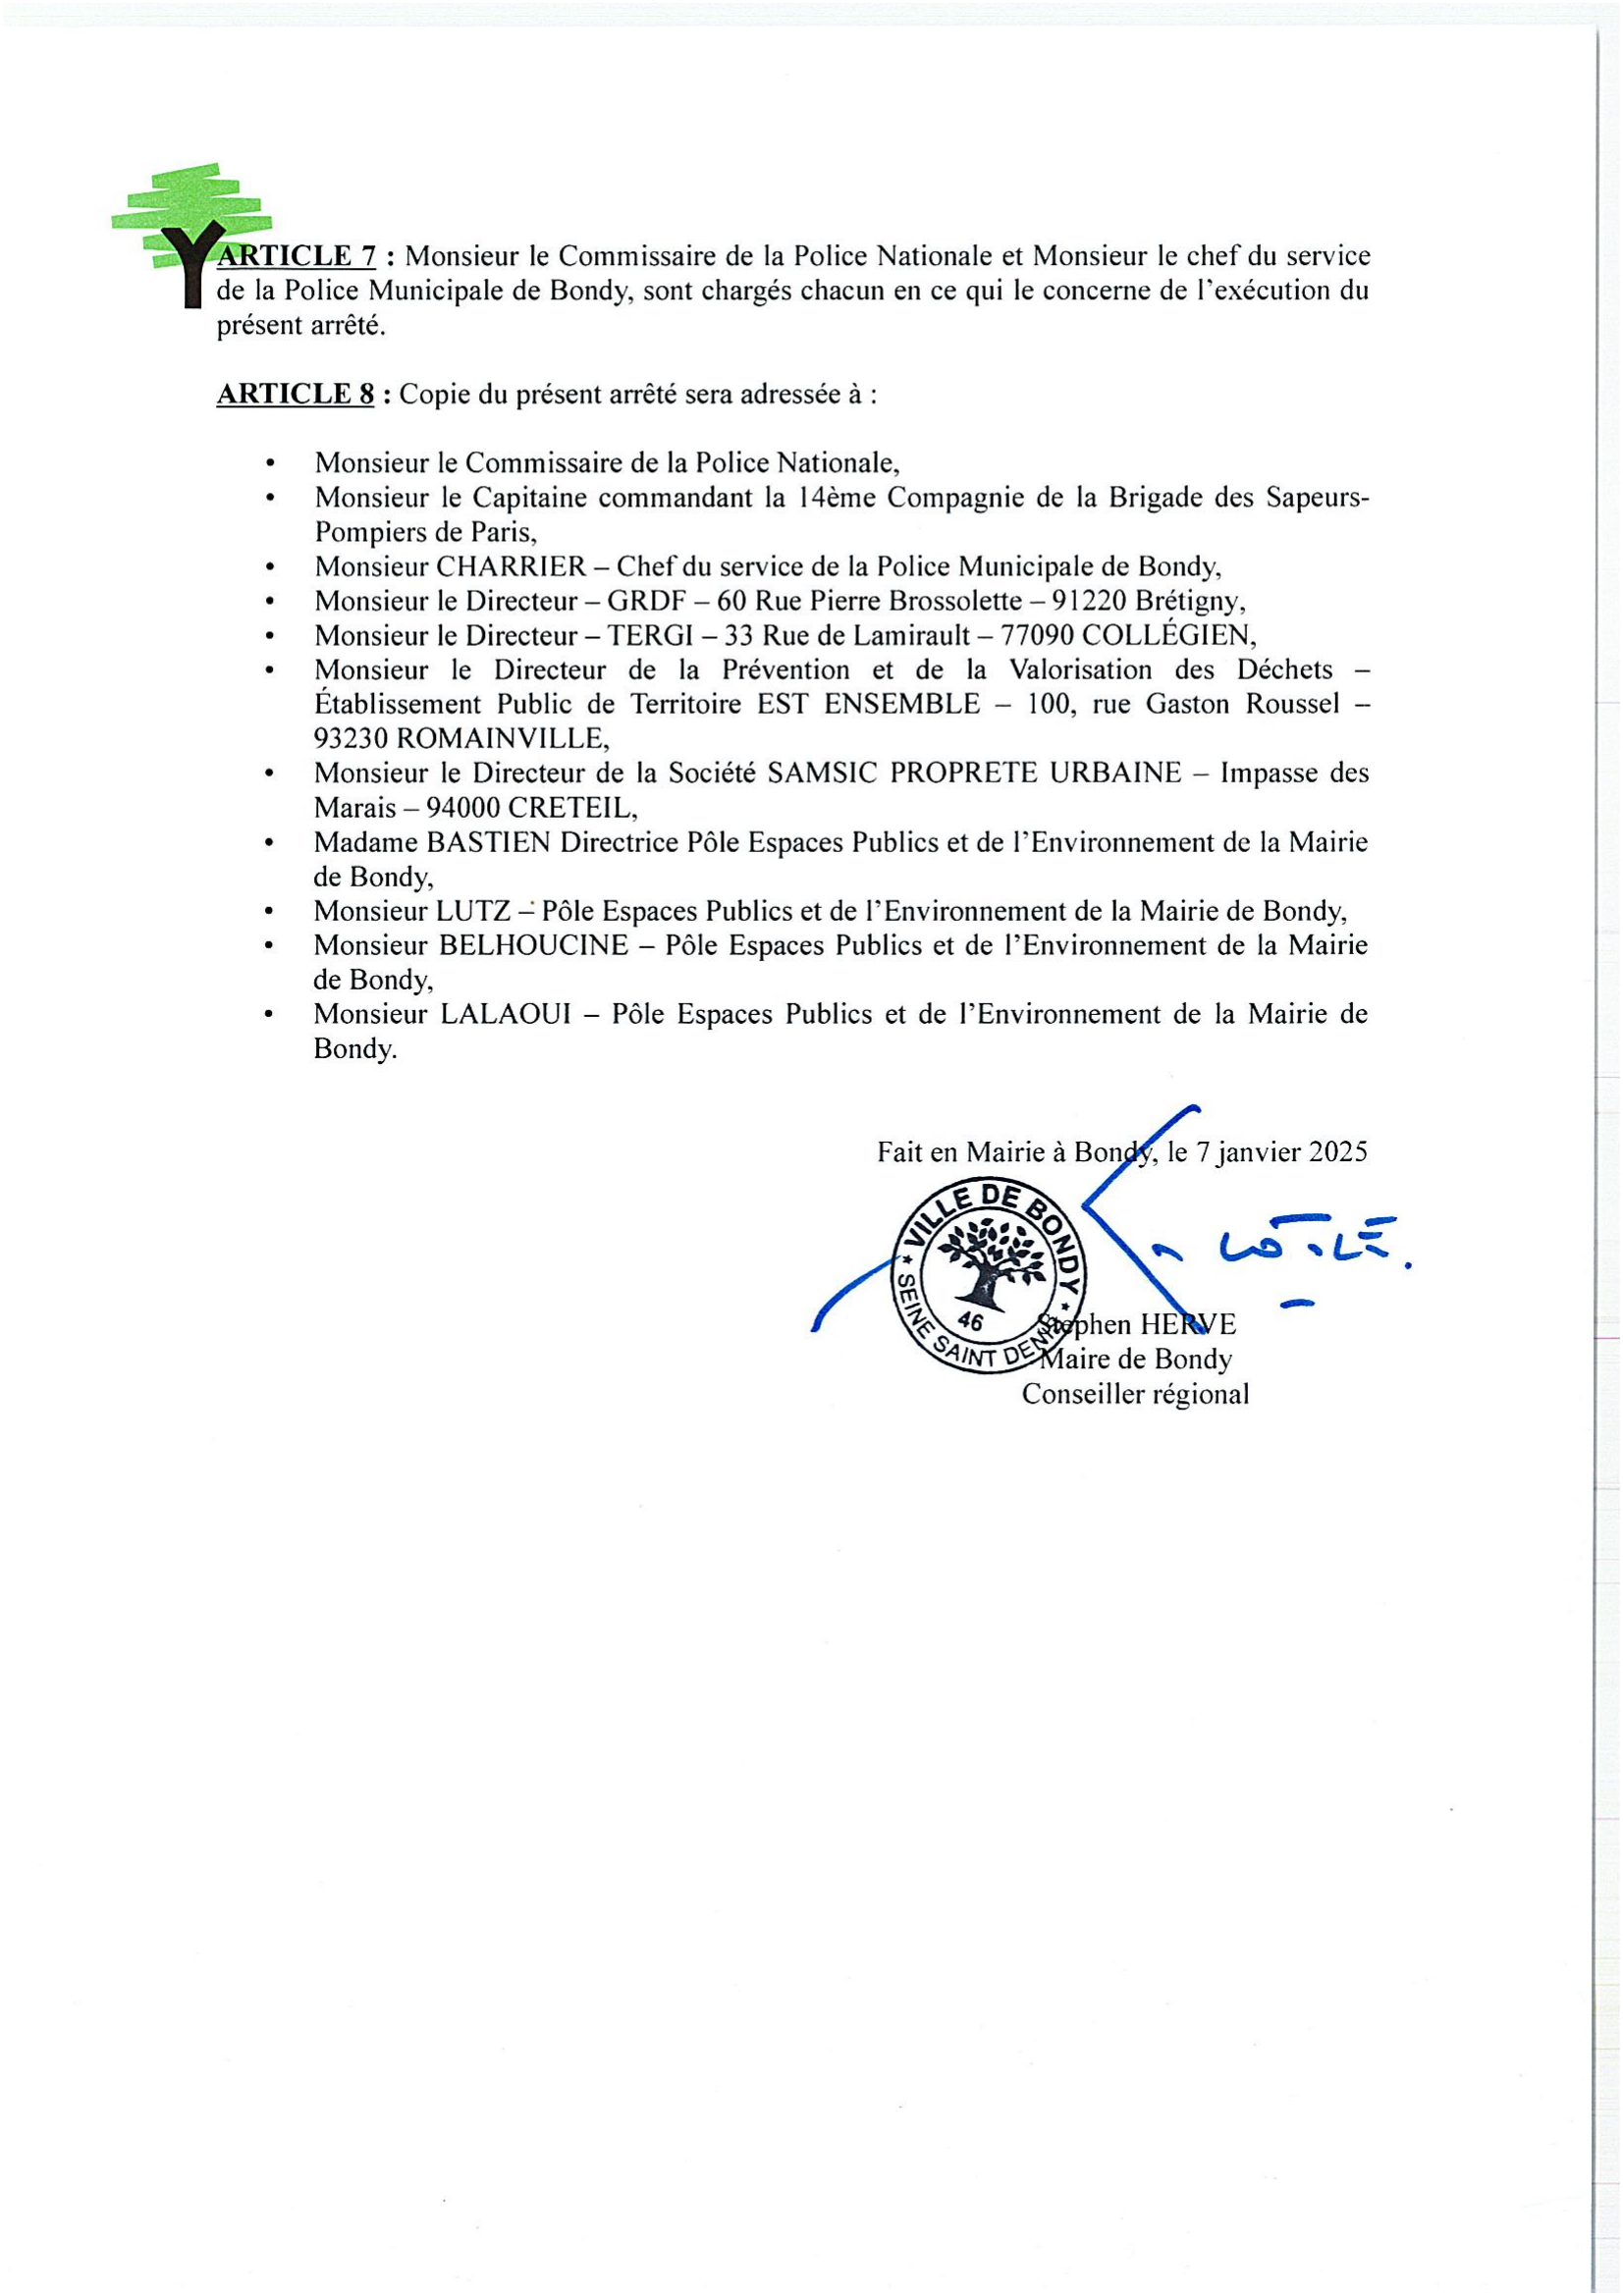 ARTICLE 7 : Monsieur le Commissaire de la Police Nationale et Monsieur le chef du service
de la Police Municipale de Bondy, sont chargés chacun en ce qui le concerne de l’exécution du
présent arrêté.
ARTICLE 8 : Copie du présent arrêté sera adressée à :
• Monsieur le Commissaire de la Police Nationale,
• Monsieur le Capitaine commandant la 14ème Compagnie de la Brigade des Sapeurs-
Pompiers de Paris,
• Monsieur CHARRIER – Chef du service de la Police Municipale de Bondy,
• Monsieur le Directeur – GRDF – 60 Rue Pierre Brossolette – 91220 Brétigny,
• Monsieur le Directeur – TERGI – 33 Rue de Lamirault – 77090 COLLÉGIEN,
• Monsieur le Directeur de la Prévention et de la Valorisation des Déchets –
Établissement Public de Territoire EST ENSEMBLE – 100, rue Gaston Roussel –
93230 ROMAINVILLE,
• Monsieur le Directeur de la Société SAMSIC PROPRETE URBAINE – Impasse des
Marais – 94000 CRETEIL,
• Madame BASTIEN Directrice Pôle Espaces Publics et de l’Environnement de la Mairie
de Bondy,
• Monsieur LUTZ – Pôle Espaces Publics et de l’Environnement de la Mairie de Bondy,
• Monsieur BELHOUCINE – Pôle Espaces Publics et de l’Environnement de la Mairie
de Bondy,
• Monsieur LALAOUI – Pôle Espaces Publics et de l’Environnement de la Mairie de
Bondy.
Fait en Mairie à Bondy, le 7 janvier 2025
VILLE DE BONDY
46
SEINE SAINT DENIS
Stephen HERVE
Maire de Bondy
Conseiller régional